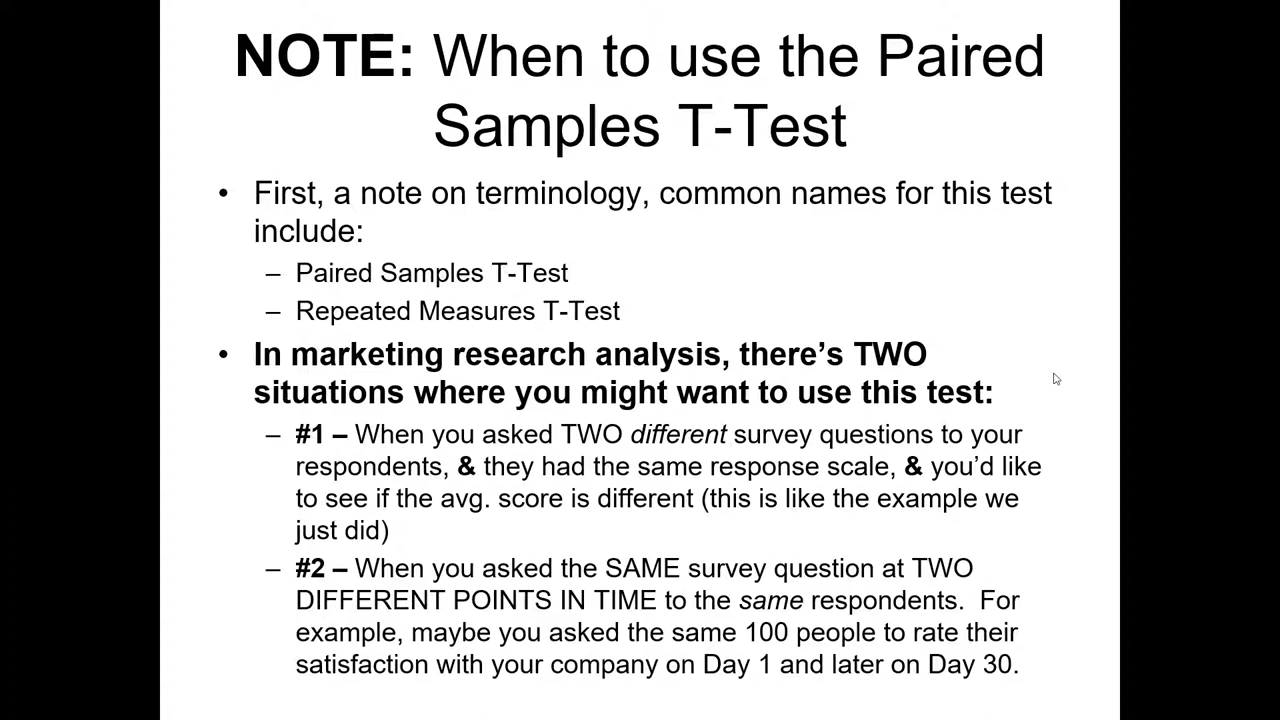 NOTE: When to use the Paired
Samples T-Test
• First, a note on terminology, common names for this test
include:
– Paired Samples T-Test
– Repeated Measures T-Test
• In marketing research analysis, there’s TWO
situations where you might want to use this test:
– #1 – When you asked TWO different survey questions to your
respondents, & they had the same response scale, & you’d like
to see if the avg. score is different (this is like the example we
just did)
– #2 – When you asked the SAME survey question at TWO
DIFFERENT POINTS IN TIME to the same respondents.  For
example, maybe you asked the same 100 people to rate their
satisfaction with your company on Day 1 and later on Day 30.